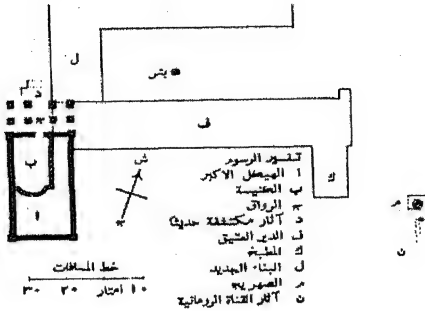 ل
م
د
بئر
ج
ف
ب
ا
ك
م
ن
ش
ج
تفسير الرسوم
ا الهيكل الاكبر
ب الكنيسة
ج الرواق
د آثار مكتشفة حديثا
ف الدير العتيق
ك المطبخ
ل البناء الجديد
م الصهريج
ن آثار القناة الرومانية
خط المسافات
١٠ امتار ٢٠ ٣٠